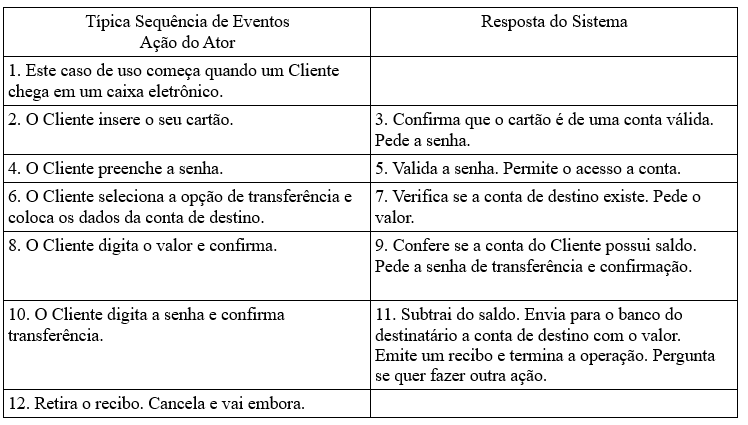 Típica Sequência de Eventos
Ação do Ator
Resposta do Sistema
1. Este caso de uso começa quando um Cliente
chega em um caixa eletrônico.
2. O Cliente insere o seu cartão.
3. Confirma que o cartão é de uma conta válida.
Pede a senha.
4. O Cliente preenche a senha.
5. Valida a senha. Permite o acesso a conta.
6. O Cliente seleciona a opção de transferência e
coloca os dados da conta de destino.
7. Verifica se a conta de destino existe. Pede o
valor.
8. O Cliente digita o valor e confirma.
9. Confere se a conta do Cliente possui saldo.
Pede a senha de transferência e confirmação.
10. O Cliente digita a senha e confirma
transferência.
11. Subtrai do saldo. Envia para o banco do
destinatário a conta de destino com o valor.
Emite um recibo e termina a operação. Pergunta
se quer fazer outra ação.
12. Retira o recibo. Cancela e vai embora.